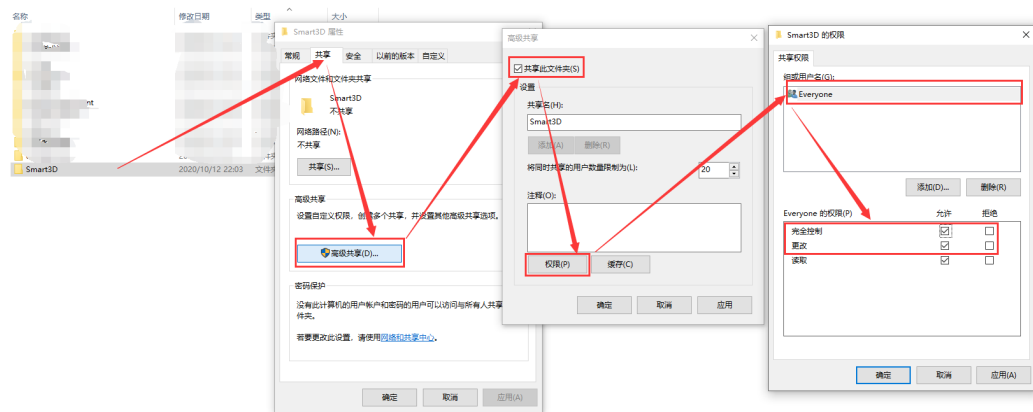 名称 修改日期 类型 大小
nt
Smart3D 2020/10/12 22:03 文件夹
Smart3D 属性
常规 共享 安全 以前的版本 自定义
网络文件和文件夹共享
Smart3D
不共享
网络路径(N):
不共享
共享(S)...
高级共享
设置自定义权限，创建多个共享，并设置其他高级共享选项。
高级共享(D)...
密码保护
没有此计算机的用户帐户和密码的用户可以访问与所有人共享
件夹。
若要更改此设置，请使用网络和共享中心。
确定 取消 应用(A)
高级共享
共享此文件夹(S)
设置
共享名(H):
Smart3D
添加(A) 删除(R)
将同时共享的用户数量限制为(L): 20
注释(O):
权限(P) 缓存(C)
确定 取消 应用
Smart3D 的权限
共享权限
组或用户名(G):
Everyone
添加(D)... 删除(R)
Everyone 的权限(P) 允许 拒绝
完全控制
更改
读取
确定 取消 应用(A)